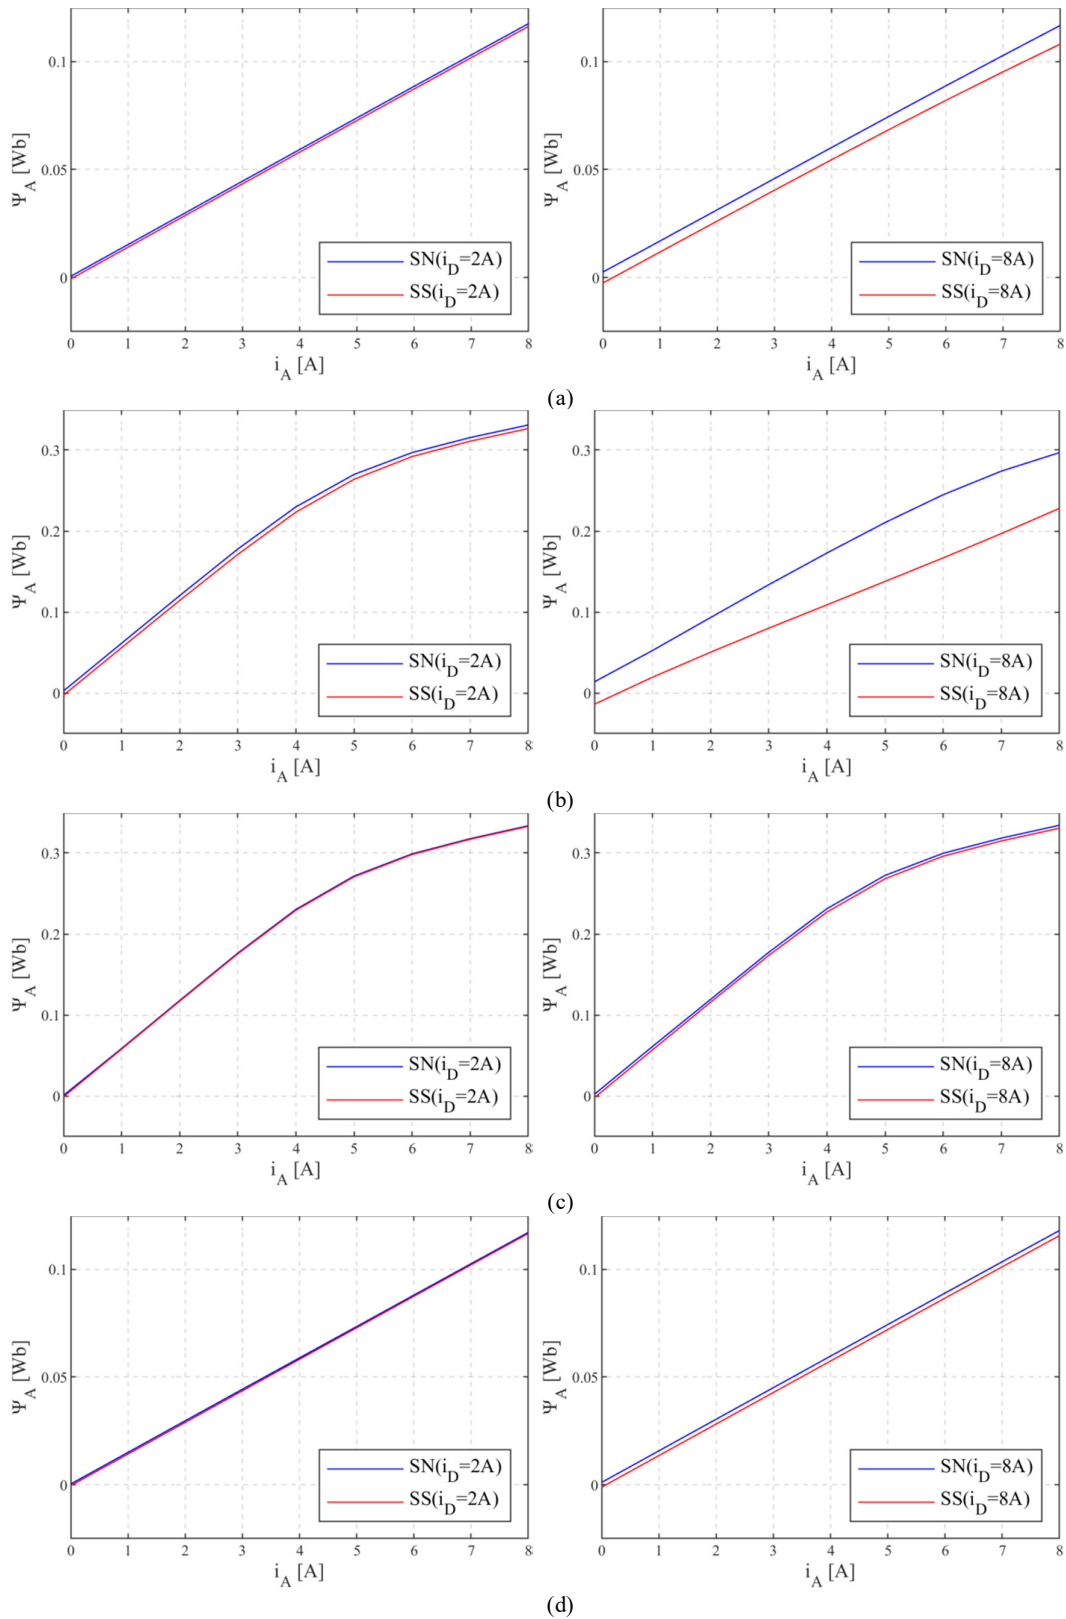 0.1
0.05
0
Ψ_A [Wb]
SN(i_D=2A)
SS(i_D=2A)
0 1 2 3 4 5 6 7 8
i_A [A]
0.1
0.05
0
Ψ_A [Wb]
SN(i_D=8A)
SS(i_D=8A)
0 1 2 3 4 5 6 7 8
i_A [A]
(a)
0.3
0.2
0.1
0
Ψ_A [Wb]
SN(i_D=2A)
SS(i_D=2A)
0 1 2 3 4 5 6 7 8
i_A [A]
0.3
0.2
0.1
0
Ψ_A [Wb]
SN(i_D=8A)
SS(i_D=8A)
0 1 2 3 4 5 6 7 8
i_A [A]
(b)
0.3
0.2
0.1
0
Ψ_A [Wb]
SN(i_D=2A)
SS(i_D=2A)
0 1 2 3 4 5 6 7 8
i_A [A]
0.3
0.2
0.1
0
Ψ_A [Wb]
SN(i_D=8A)
SS(i_D=8A)
0 1 2 3 4 5 6 7 8
i_A [A]
(c)
0.1
0.05
0
Ψ_A [Wb]
SN(i_D=2A)
SS(i_D=2A)
0 1 2 3 4 5 6 7 8
i_A [A]
0.1
0.05
0
Ψ_A [Wb]
SN(i_D=8A)
SS(i_D=8A)
0 1 2 3 4 5 6 7 8
i_A [A]
(d)